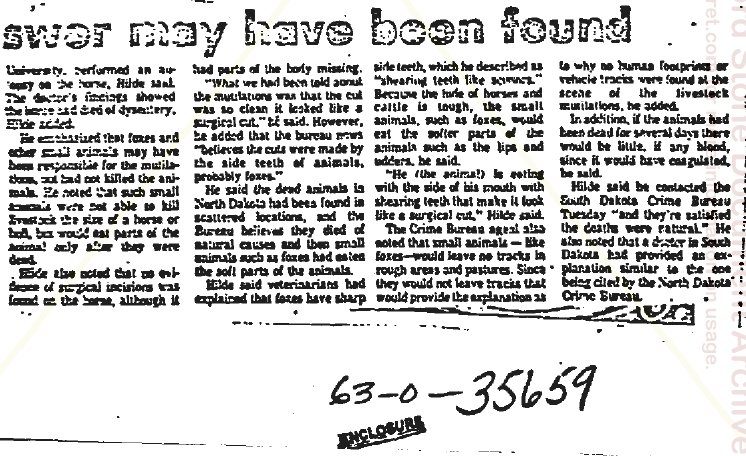 swer may have been found
University, performed an au-
topsy on the horse, Hilde said.
The doctor's findings showed
the horse had died of dysentery,
Hilde added.
He emphasized that foxes and
other small animals may have
been responsible for the mutila-
tions, but had not killed the ani-
mals. He noted that such small
animals were not able to kill
livestock the size of a horse or
bull, but would eat parts of the
animal only after they were
dead.
Hilde also noted that no evi-
dence of surgical incisions was
found on the horse, although it
had parts of the body missing.
"What we had been told about
the mutilations was that the cut
was so clean it looked like a
surgical cut," he said. However,
he added that the bureau now
"believes the cuts were made by
the side teeth of animals,
probably foxes."
He said the dead animals in
North Dakota had been found in
scattered locations, and the
Bureau believes they died of
natural causes and then small
animals such as foxes had eaten
the soft parts of the animals.
Hilde said veterinarians had
explained that foxes have sharp
side teeth, which he described as
"shearing teeth like scissors."
Because the hide of horses and
cattle is tough, the small
animals, such as foxes, would
eat the softer parts of the
animals such as the lips and
udders, he said.
"He (the animal) is eating
with the side of his mouth with
shearing teeth that make it look
like a surgical cut," Hilde said.
The Crime Bureau agent also
noted that small animals — like
foxes—would leave no tracks in
rough areas and pastures. Since
they would not leave tracks that
would provide the explanation as
to why no human footprints or
vehicle tracks were found at the
scene of the livestock
mutilations, he added.
In addition, if the animals had
been dead for several days there
would be little, if any blood,
since it would have coagulated,
he said.
Hilde said he contacted the
South Dakota Crime Bureau
Tuesday "and they're satisfied
the deaths were natural." He
also noted that a doctor in South
Dakota had provided an ex-
planation similar to the one
being cited by the North Dakota
Crime Bureau.
63-0-35659
ENCLOSURE
Archive
usage.